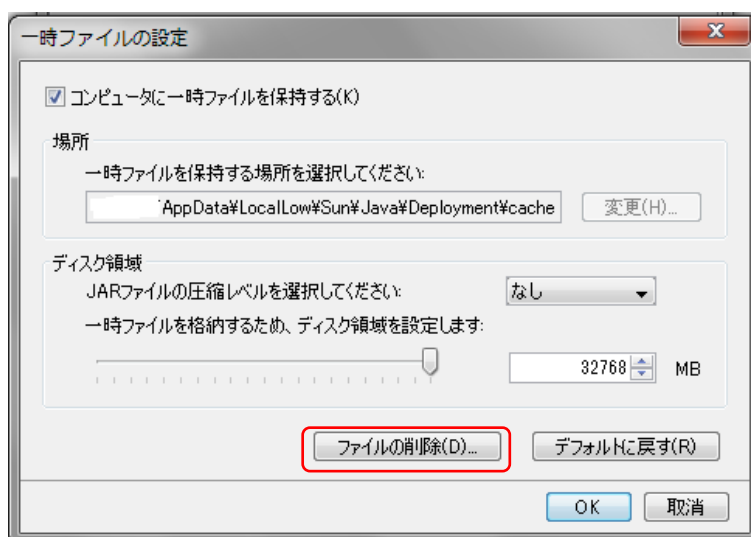 一時ファイルの設定
コンピュータに一時ファイルを保持する(K)
場所
一時ファイルを保持する場所を選択してください:
AppData¥LocalLow¥Sun¥Java¥Deployment¥cache
変更(H)...
ディスク領域
JARファイルの圧縮レベルを選択してください:
なし
一時ファイルを格納するため、ディスク領域を設定します:
32768 MB
ファイルの削除(D)...
デフォルトに戻す(R)
OK
取消